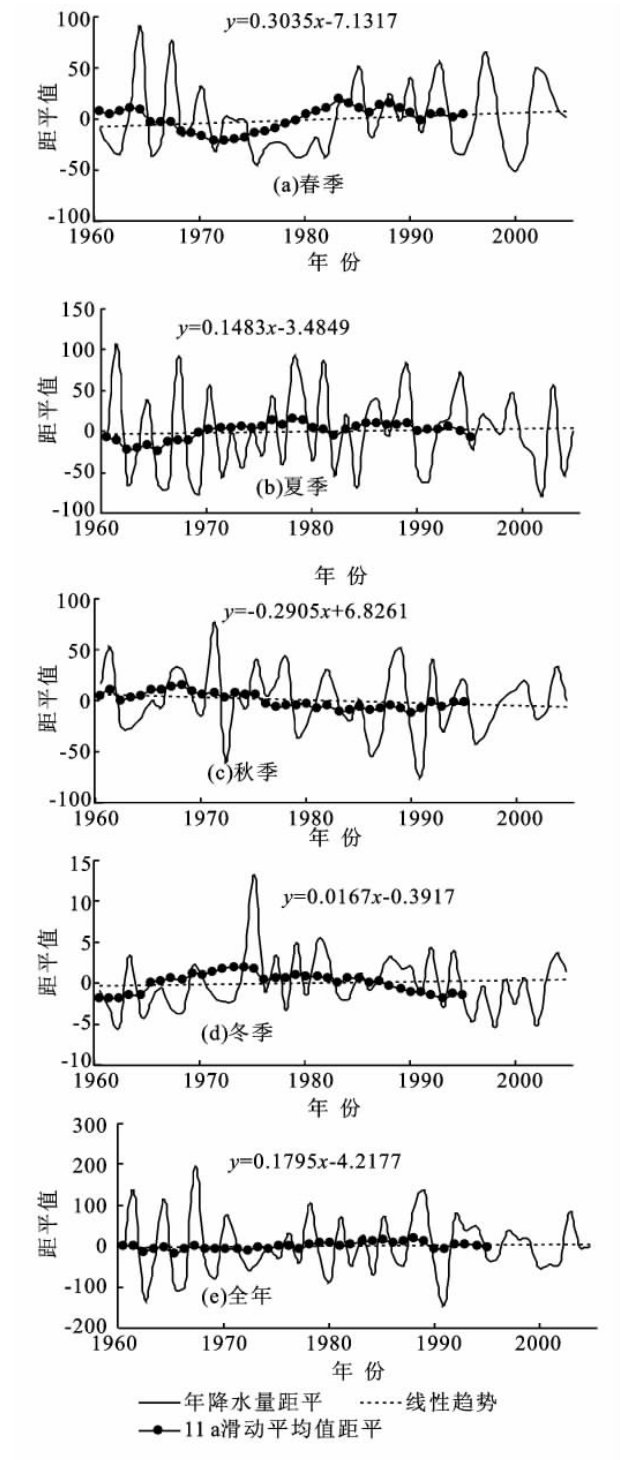 y=0.3035x-7.1317
100
50
0
-50
-100
距平值
(a)春季
1960 1970 1980 1990 2000
年 份
y=0.1483x-3.4849
150
100
50
0
-50
-100
距平值
(b)夏季
1960 1970 1980 1990 2000
年 份
y=-0.2905x+6.8261
100
50
0
-50
-100
距平值
(c)秋季
1960 1970 1980 1990 2000
年 份
y=0.0167x-0.3917
15
10
5
0
-5
-10
距平值
(d)冬季
1960 1970 1980 1990 2000
年 份
y=0.1795x-4.2177
300
200
100
0
-100
-200
距平值
(e)全年
1960 1970 1980 1990 2000
年 份
年降水量距平 线性趋势
11 a滑动平均值距平